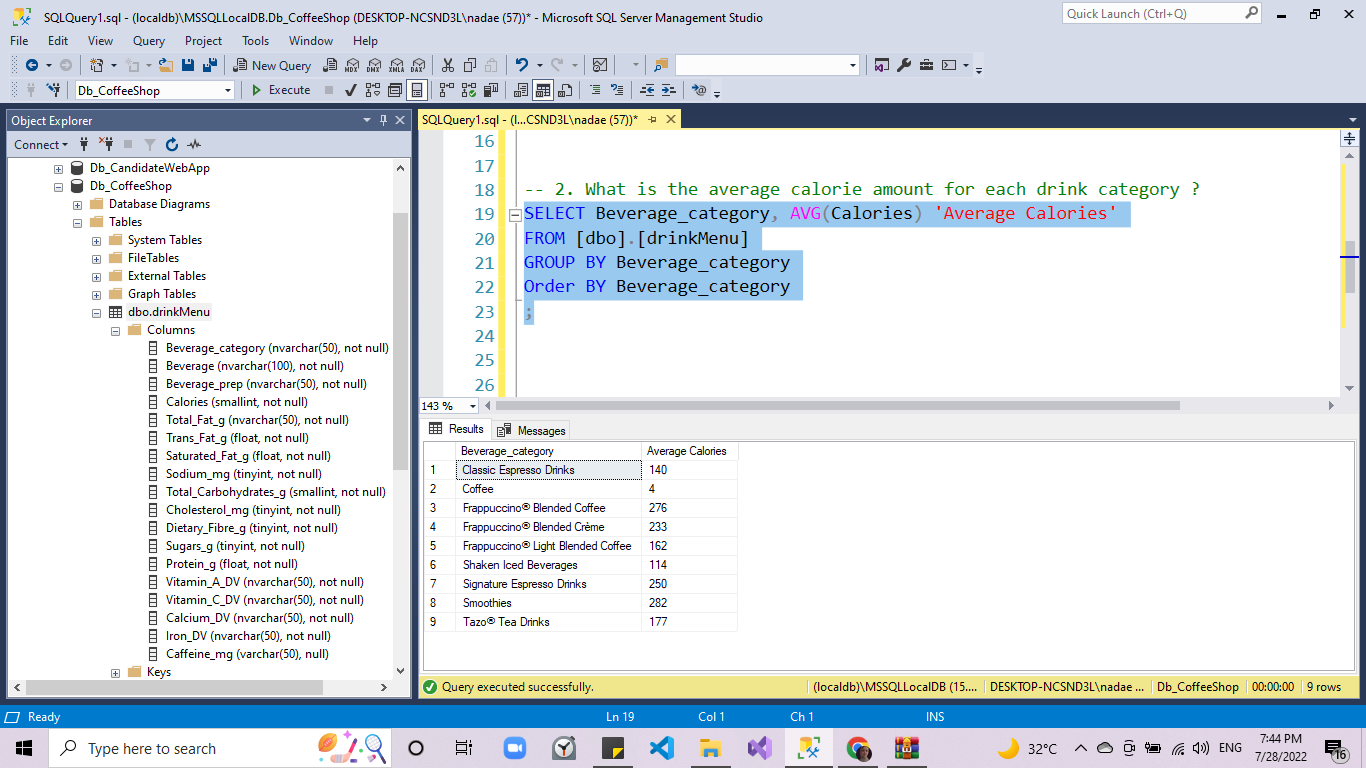 SQLQuery1.sql - (localdb)\MSSQLLocalDB.Db_CoffeeShop (DESKTOP-NCSND3L\nadae (57))* - Microsoft SQL Server Management Studio
Quick Launch (Ctrl+Q)
File Edit View Query Project Tools Window Help
New Query MDX DMX XMLA DAX
Db_CoffeeShop Execute
Object Explorer
Connect
Db_CandidateWebApp
Db_CoffeeShop
Database Diagrams
Tables
System Tables
FileTables
External Tables
Graph Tables
dbo.drinkMenu
Columns
Beverage_category (nvarchar(50), not null)
Beverage (nvarchar(100), not null)
Beverage_prep (nvarchar(50), not null)
Calories (smallint, not null)
Total_Fat_g (nvarchar(50), not null)
Trans_Fat_g (float, not null)
Saturated_Fat_g (float, not null)
Sodium_mg (tinyint, not null)
Total_Carbohydrates_g (smallint, not null)
Cholesterol_mg (tinyint, not null)
Dietary_Fibre_g (tinyint, not null)
Sugars_g (tinyint, not null)
Protein_g (float, not null)
Vitamin_A_DV (nvarchar(50), not null)
Vitamin_C_DV (nvarchar(50), not null)
Calcium_DV (nvarchar(50), not null)
Iron_DV (nvarchar(50), not null)
Caffeine_mg (varchar(50), null)
Keys
SQLQuery1.sql - (l...CSND3L\nadae (57))*
16
17
18 -- 2. What is the average calorie amount for each drink category ?
19 SELECT Beverage_category, AVG(Calories) 'Average Calories'
20 FROM [dbo].[drinkMenu]
21 GROUP BY Beverage_category
22 Order BY Beverage_category
23 ;
24
25
26
143 %
Results Messages
Beverage_category Average Calories
1 Classic Espresso Drinks 140
2 Coffee 4
3 Frappuccino® Blended Coffee 276
4 Frappuccino® Blended Crème 233
5 Frappuccino® Light Blended Coffee 162
6 Shaken Iced Beverages 114
7 Signature Espresso Drinks 250
8 Smoothies 282
9 Tazo® Tea Drinks 177
Query executed successfully. (localdb)\MSSQLLocalDB (15.... DESKTOP-NCSND3L\nadae ... Db_CoffeeShop 00:00:00 9 rows
Ready Ln 19 Col 1 Ch 1 INS
Type here to search
32°C ENG
7:44 PM
7/28/2022
16